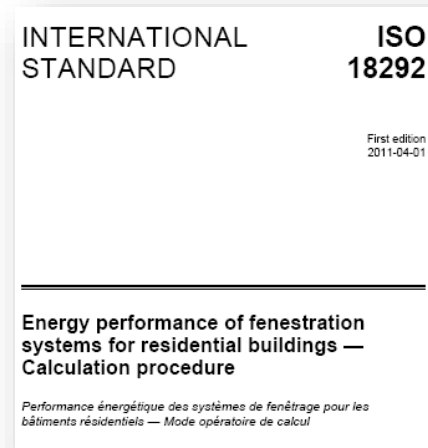 INTERNATIONAL
STANDARD
ISO
18292
First edition
2011-04-01
Energy performance of fenestration
systems for residential buildings —
Calculation procedure
Performance énergétique des systèmes de fenêtrage pour les
bâtiments résidentiels — Mode opératoire de calcul